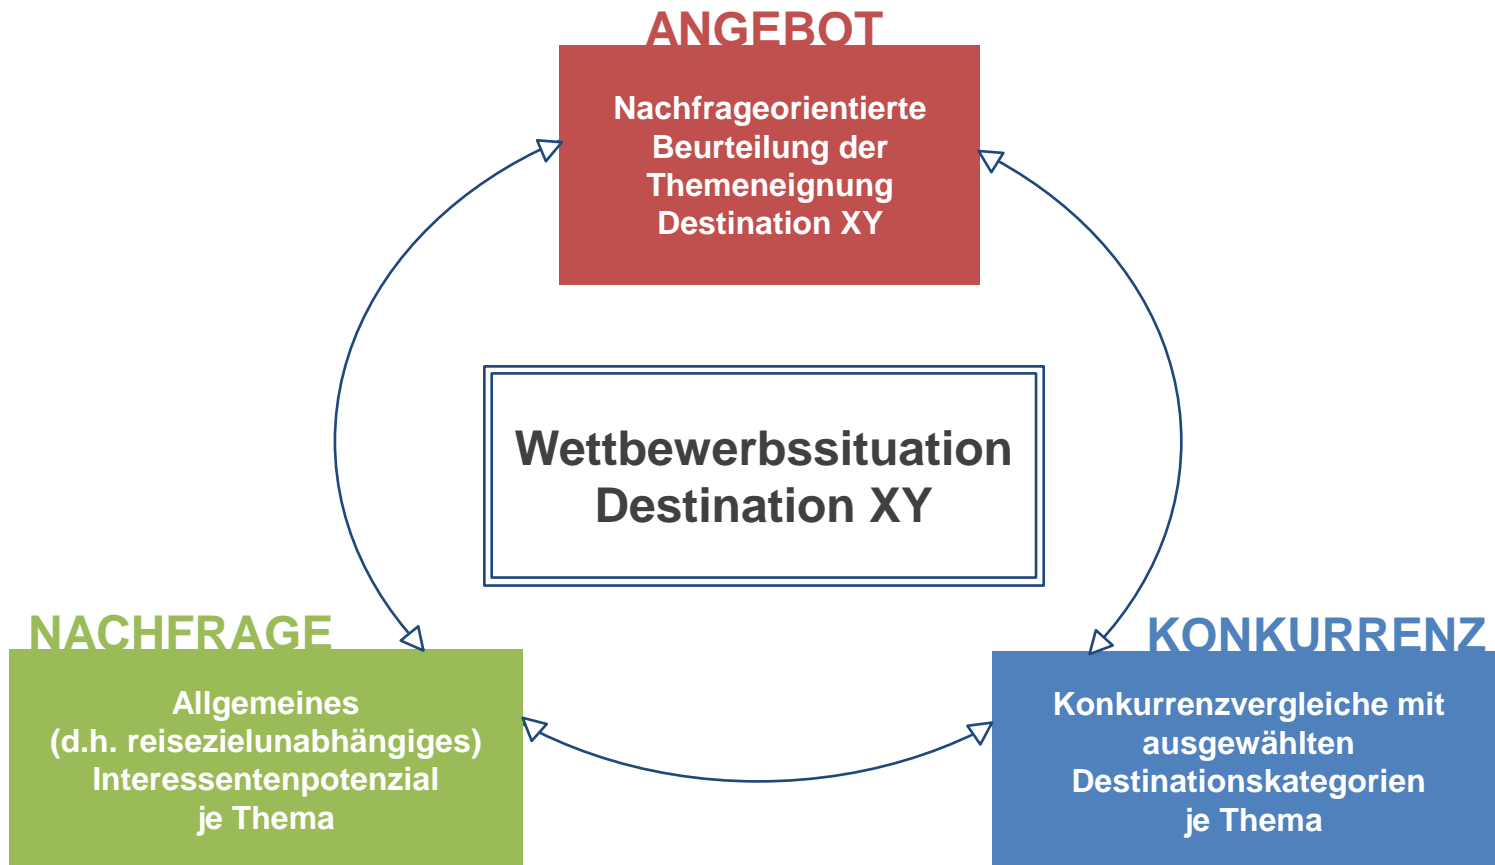 ANGEBOT
Nachfrageorientierte
Beurteilung der
Themeneignung
Destination XY
Wettbewerbssituation
Destination XY
NACHFRAGE
Allgemeines
(d.h. reisezielunabhängiges)
Interessentenpotenzial
je Thema
KONKURRENZ
Konkurrenzvergleiche mit
ausgewählten
Destinationskategorien
je Thema